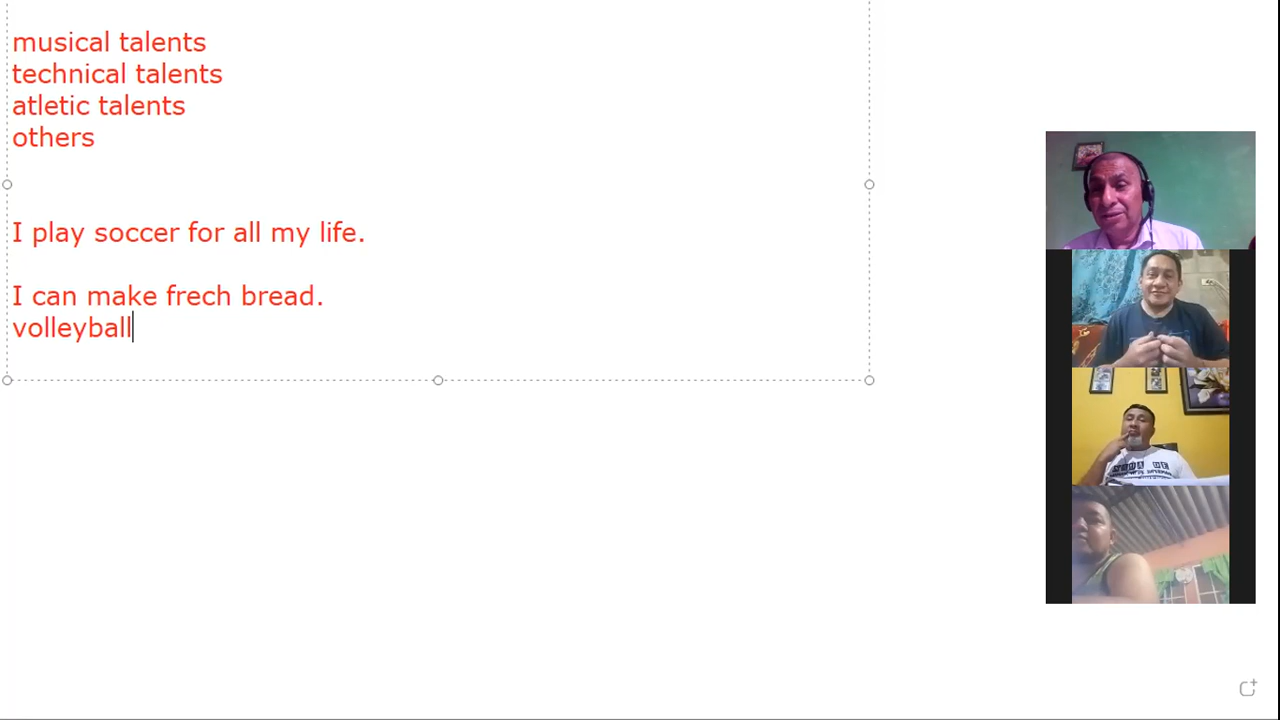 musical talents
technical talents
atletic talents
others
I play soccer for all my life.
I can make frech bread.
volleyball